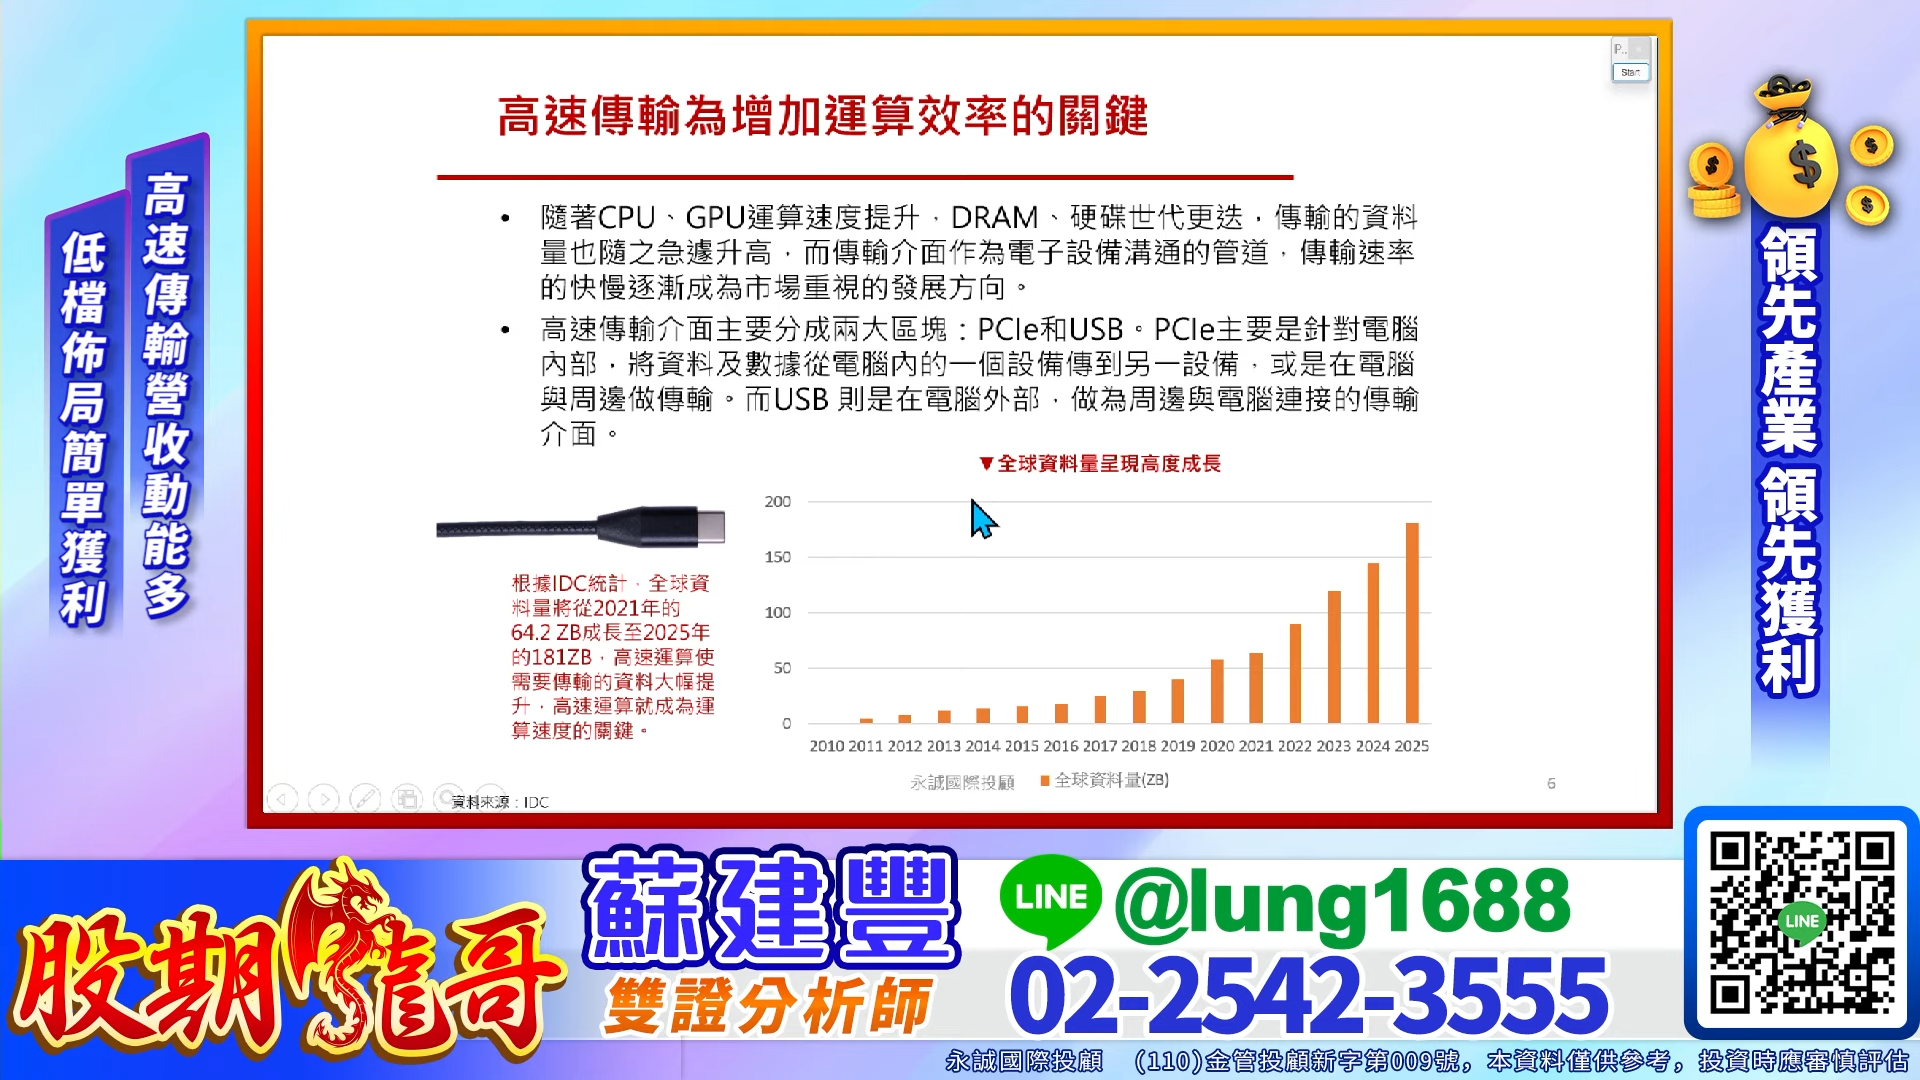 高速傳輸營收動能多
低檔佈局簡單獲利
P..
Start
高速傳輸為增加運算效率的關鍵
• 隨著CPU、GPU運算速度提升，DRAM、硬碟世代更迭，傳輸的資料
量也隨之急遽升高，而傳輸介面作為電子設備溝通的管道，傳輸速率
的快慢逐漸成為市場重視的發展方向。
• 高速傳輸介面主要分成兩大區塊：PCIe和USB。PCIe主要是針對電腦
內部，將資料及數據從電腦內的一個設備傳到另一設備，或是在電腦
與周邊做傳輸。而USB 則是在電腦外部，做為周邊與電腦連接的傳輸
介面。
▼全球資料量呈現高度成長
根據IDC統計，全球資
料量將從2021年的
64.2 ZB成長至2025年
的181ZB，高速運算使
需要傳輸的資料大幅提
升，高速運算就成為運
算速度的關鍵。
200
150
100
50
0
2010 2011 2012 2013 2014 2015 2016 2017 2018 2019 2020 2021 2022 2023 2024 2025
永誠國際投顧
全球資料量(ZB)
6
資料來源：IDC
領先產業 領先獲利
股期龍哥
蘇建豐
雙證分析師
LINE @lung1688
02-2542-3555
LINE
永誠國際投顧 (110)金管投顧新字第009號，本資料僅供參考，投資時應審慎評估